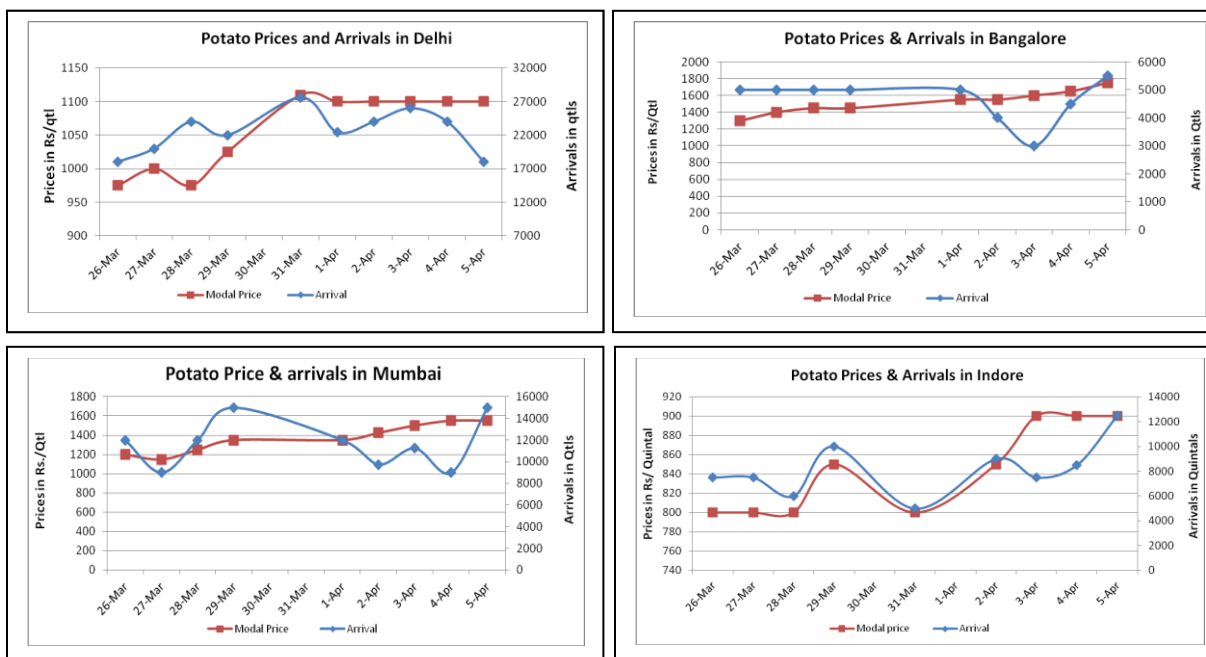 Potato Prices and Arrivals in Delhi
Prices in Rs/qtl
1150
1100
1050
1000
950
900
32000
27000
22000
17000
12000
7000
Arrivals in qtls
26-Mar
27-Mar
28-Mar
29-Mar
30-Mar
31-Mar
1-Apr
2-Apr
3-Apr
4-Apr
5-Apr
Modal Price
Arrival
Potato Prices & Arrivals in Bangalore
Prices in Rs/Qtl
2000
1800
1600
1400
1200
1000
800
600
400
200
0
6000
5000
4000
3000
2000
1000
0
Arrivals in Qtls
26-Mar
27-Mar
28-Mar
29-Mar
30-Mar
31-Mar
1-Apr
2-Apr
3-Apr
4-Apr
5-Apr
Modal Price
Arrival
Potato Price & arrivals in Mumbai
Prices in Rs./Qtl
1800
1600
1400
1200
1000
800
600
400
200
0
16000
14000
12000
10000
8000
6000
4000
2000
0
Arrivals in Qtls
26-Mar
27-Mar
28-Mar
29-Mar
30-Mar
31-Mar
1-Apr
2-Apr
3-Apr
4-Apr
5-Apr
Modal Price
Arrival
Potato Prices & Arrivals in Indore
Prices in Rs/ Quintal
920
900
880
860
840
820
800
780
760
740
14000
12000
10000
8000
6000
4000
2000
0
Arrivals in Quintals
26-Mar
27-Mar
28-Mar
29-Mar
30-Mar
31-Mar
1-Apr
2-Apr
3-Apr
4-Apr
5-Apr
Modal price
Arrival